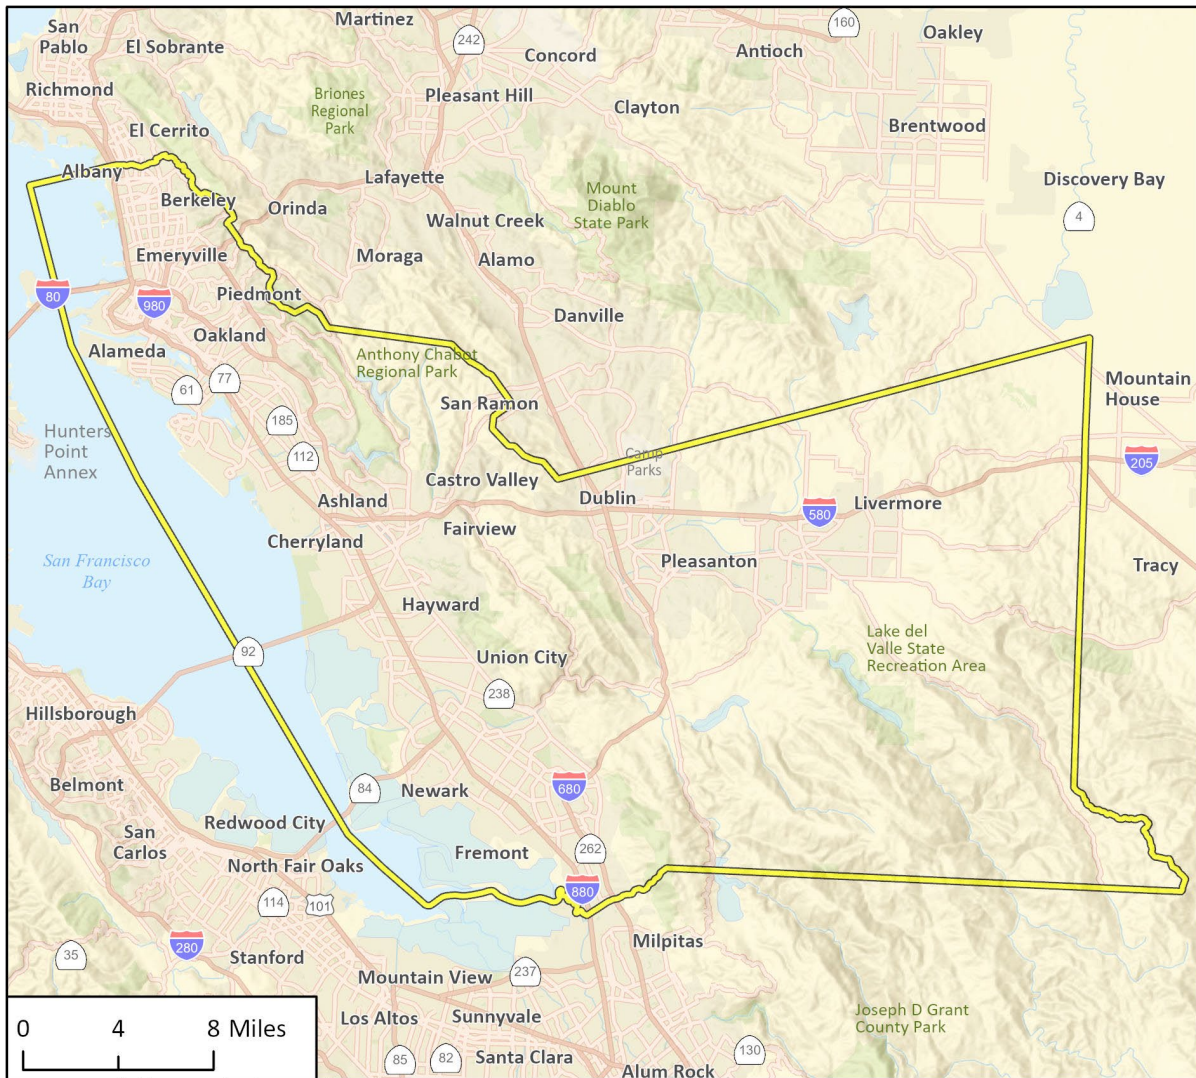 San
Pablo
El Sobrante
Martinez
242
Concord
160
Antioch
Oakley
Richmond
Briones
Regional
Park
Pleasant Hill
Clayton
Brentwood
El Cerrito
Albany
Lafayette
Mount
Diablo
State Park
Discovery Bay
Berkeley
Orinda
Walnut Creek
4
Emeryville
Moraga
Alamo
80
980
Piedmont
Danville
Oakland
Alameda
Anthony Chabot
Regional Park
Mountain
House
61
77
San Ramon
185
Hunters
Point
Annex
112
Camp
Parks
205
Castro Valley
Ashland
Dublin
580
Livermore
Fairview
Cherryland
San Francisco
Bay
Pleasanton
Tracy
Hayward
92
Union City
Lake del
Valle State
Recreation Area
238
Hillsborough
Belmont
84
Newark
680
San
Carlos
Redwood City
262
Fremont
North Fair Oaks
880
114
101
280
Milpitas
35
Stanford
Mountain View
237
Joseph D Grant
County Park
0 4 8 Miles
Los Altos
Sunnyvale
85
82
Santa Clara
130
Alum Rock